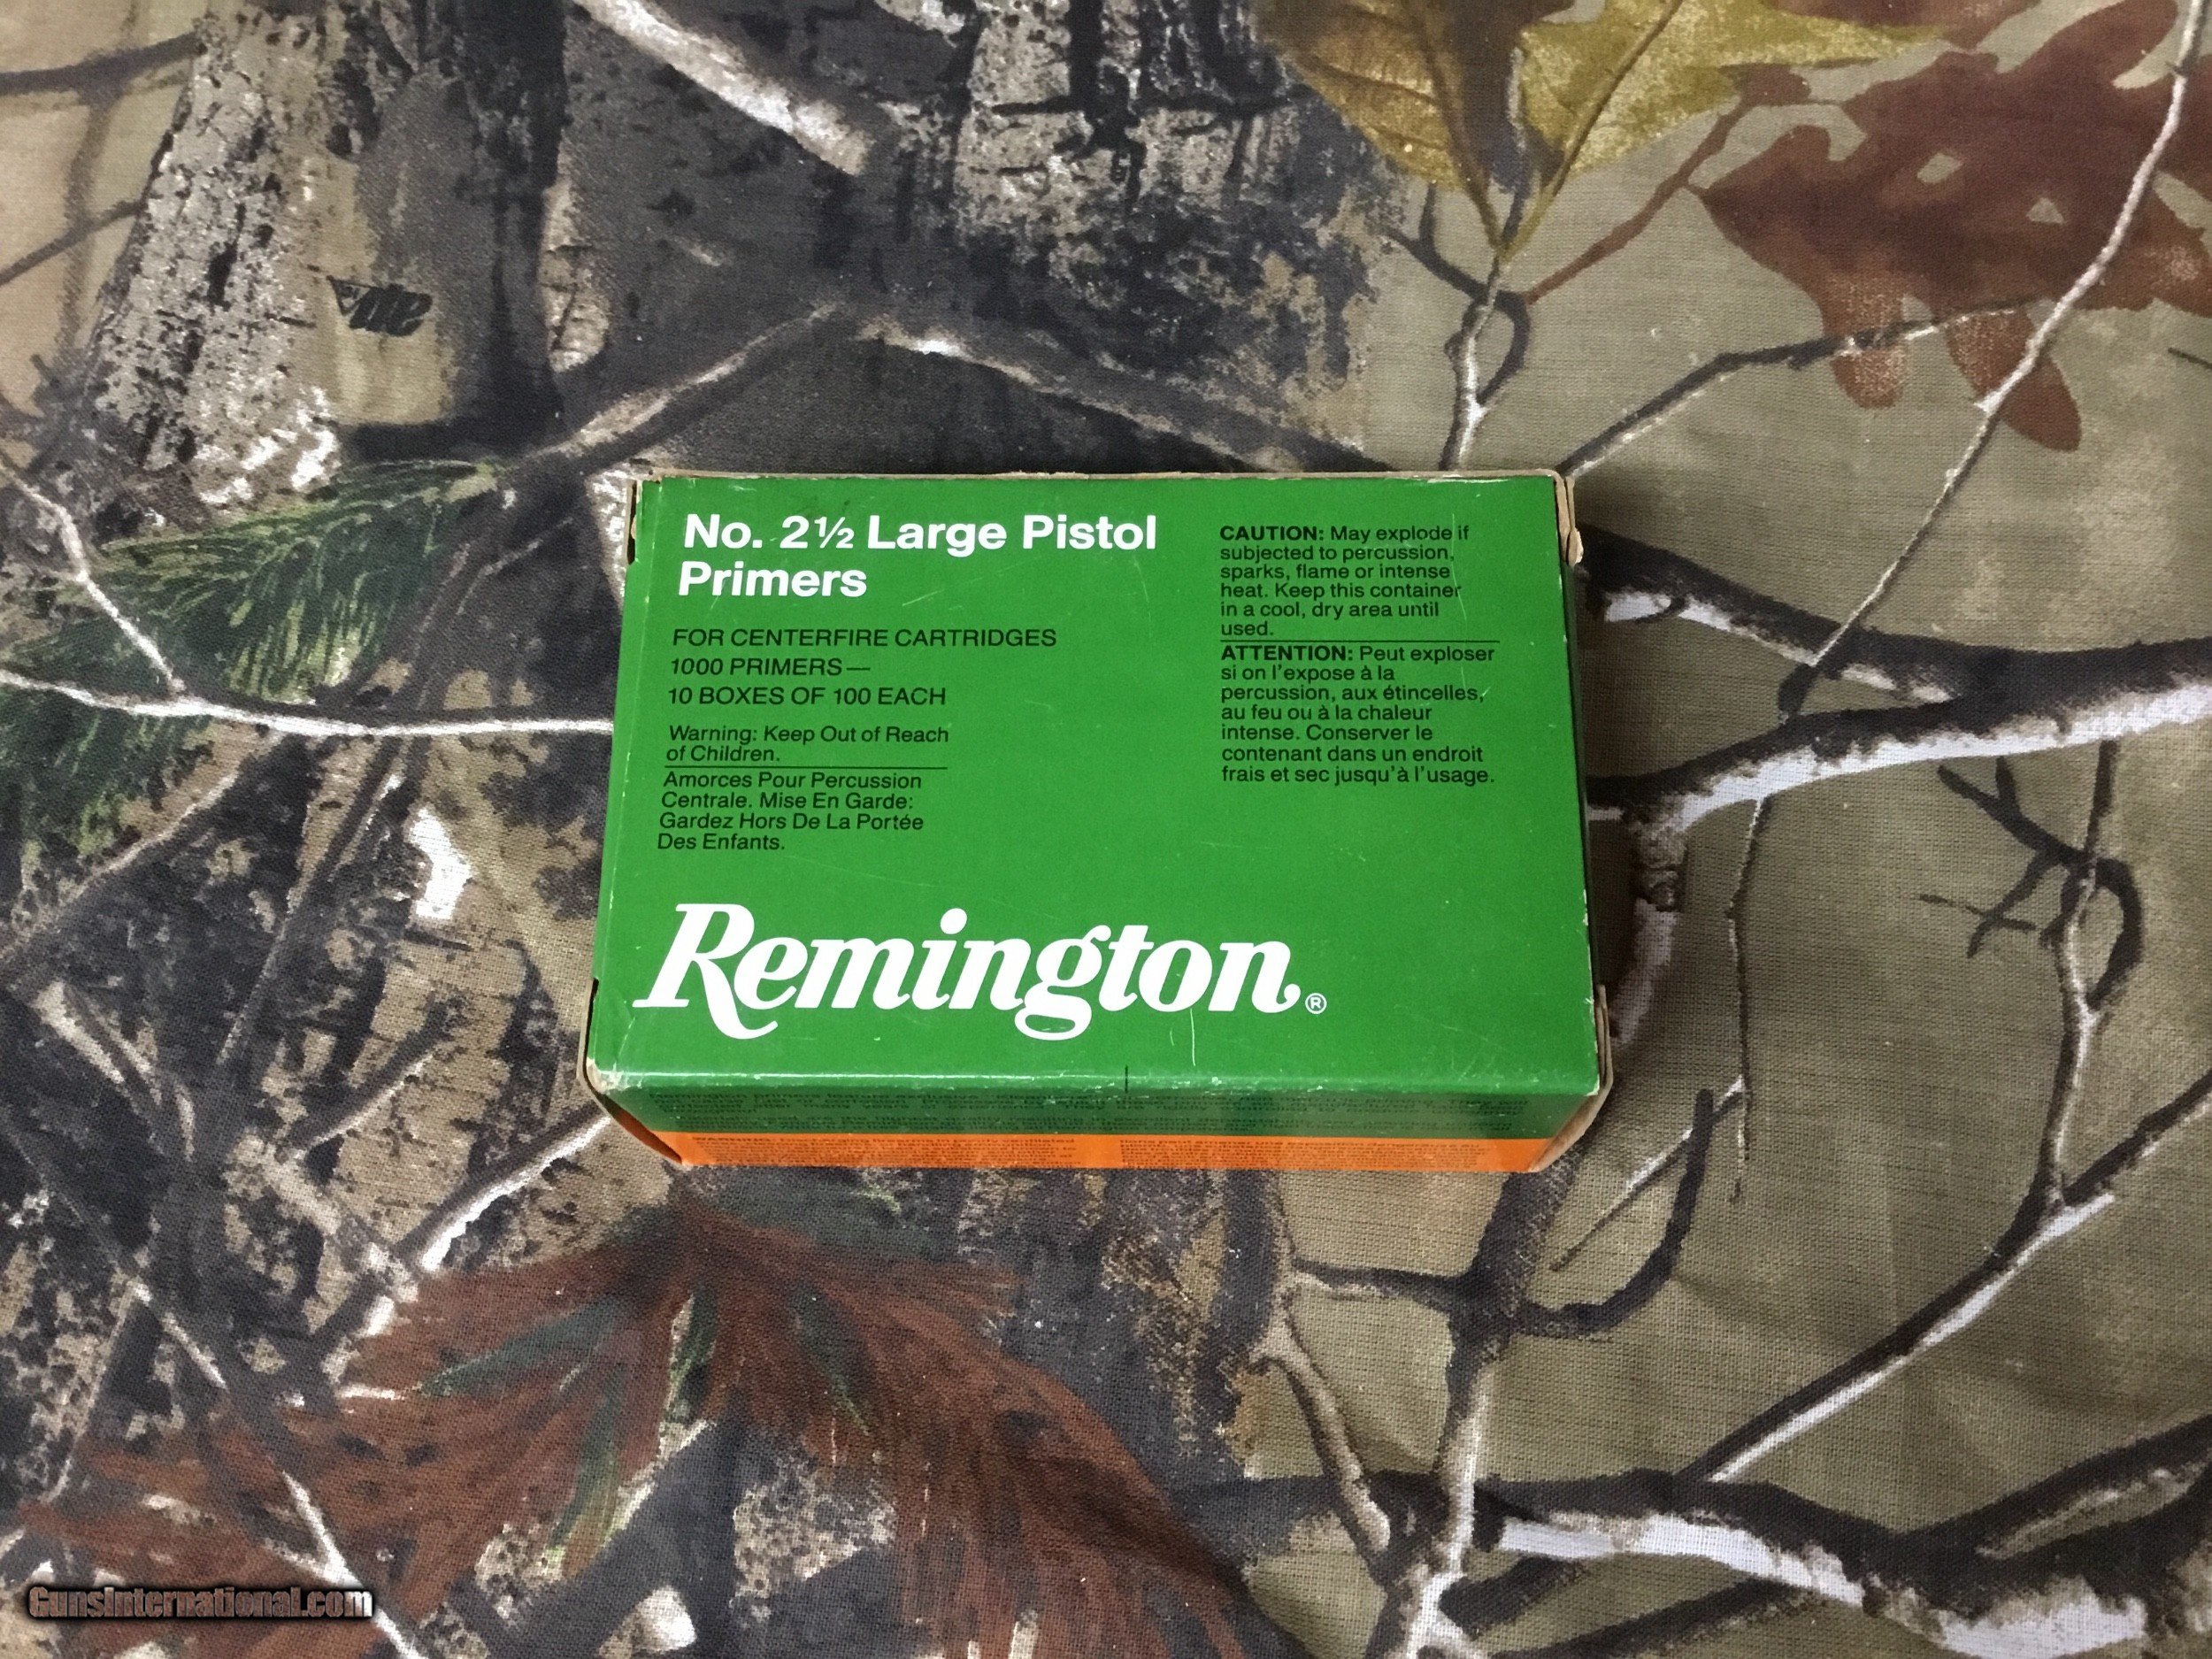 No. 2½ Large Pistol
Primers
FOR CENTERFIRE CARTRIDGES
1000 PRIMERS—
10 BOXES OF 100 EACH
Warning: Keep Out of Reach
of Children.
Amorces Pour Percussion
Centrale. Mise En Garde:
Gardez Hors De La Portée
Des Enfants.
CAUTION: May explode if
subjected to percussion,
sparks, flame or intense
heat. Keep this container
in a cool, dry area until
used.
ATTENTION: Peut exploser
si on l'expose à la
percussion, aux étincelles,
au feu ou à la chaleur
intense. Conserver le
contenant dans un endroit
frais et sec jusqu'à l'usage.
Remington®
GunsInternational.com